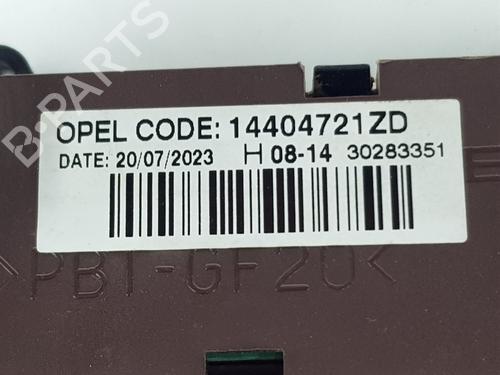 OPEL CODE: 14404721ZD
DATE: 20/07/2023 H 08-14 30283351
>PBT-GF20<
B-PARTS